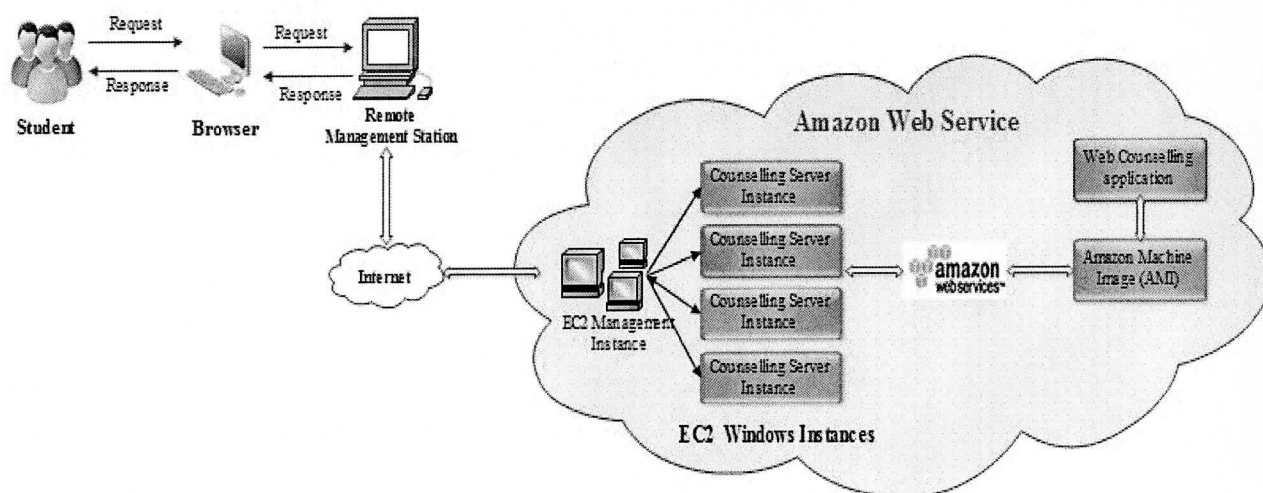 Request
Response
Student
Browser
Request
Response
Remote
Management Station
Internet
Amazon Web Service
EC2 Management
Instance
Counselling Server
Instance
Counselling Server
Instance
Counselling Server
Instance
Counselling Server
Instance
EC2 Windows Instances
amazon
webservices™
Web Counselling
application
Amazon Machine
Image (AMI)